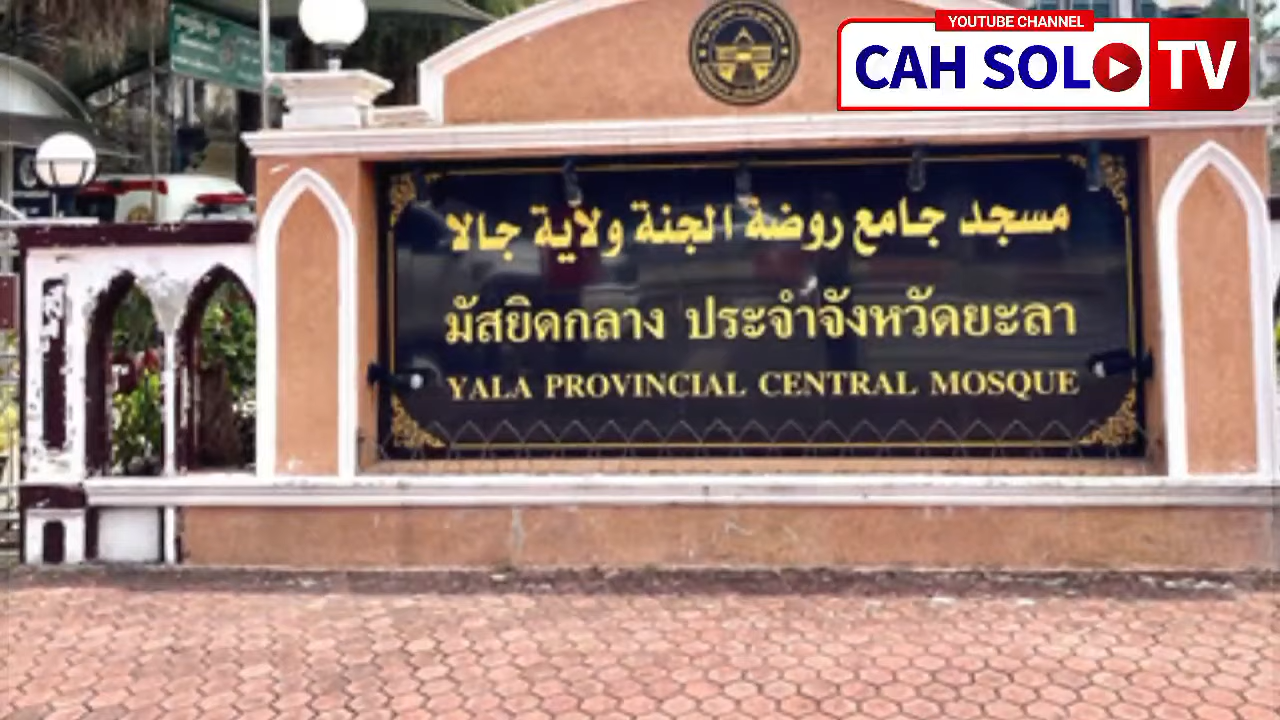 YOUTUBE CHANNEL
CAH SOLO TV
مسجد جامع روضة الجنة ولاية جالا
มัสยิดกลาง ประจำจังหวัดยะลา
YALA PROVINCIAL CENTRAL MOSQUE